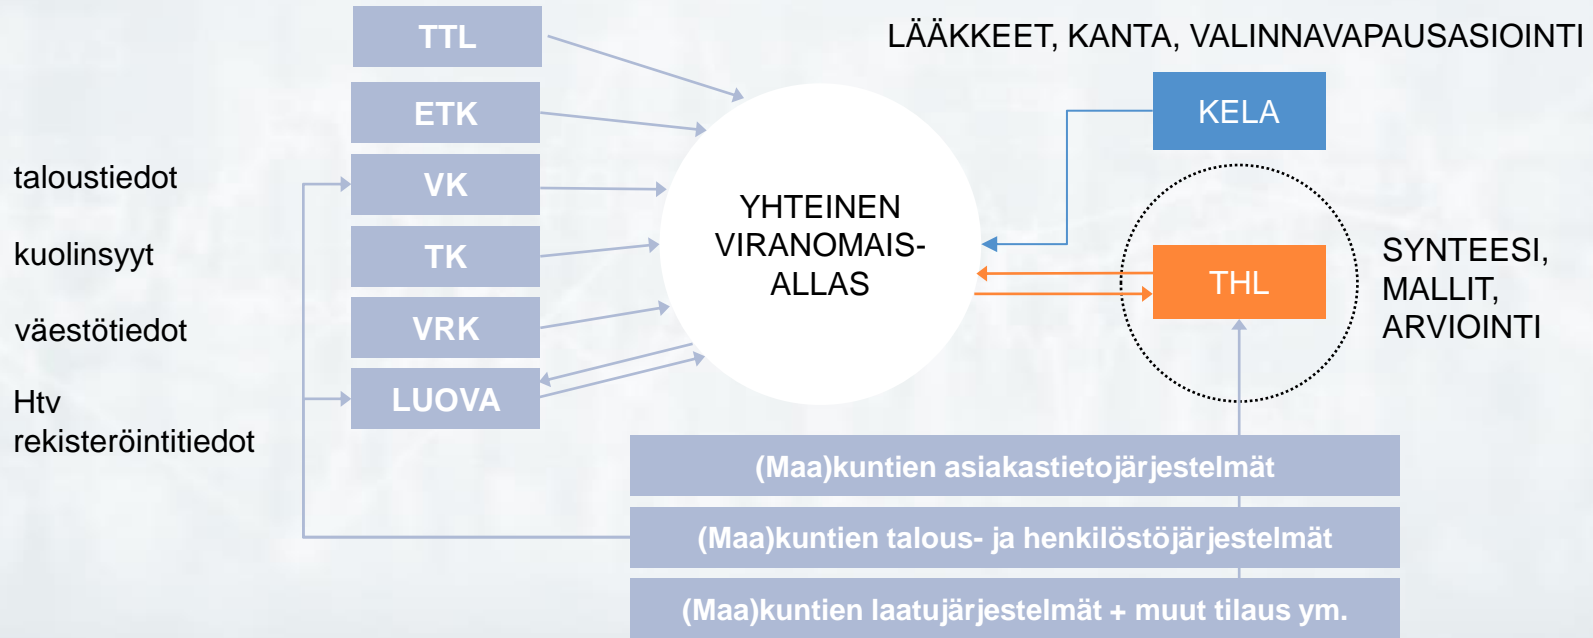 TTL
LÄÄKKEET, KANTA, VALINNAVAPAUSASIOINTI
ETK
KELA
taloustiedot
VK
YHTEINEN
VIRANOMAIS-
ALLAS
kuolinsyyt
TK
SYNTEESI,
MALLIT,
ARVIOINTI
THL
väestötiedot
VRK
Htv
rekisteröintitiedot
LUOVA
(Maa)kuntien asiakastietojärjestelmät
(Maa)kuntien talous- ja henkilöstöjärjestelmät
(Maa)kuntien laatujärjestelmät + muut tilaus ym.